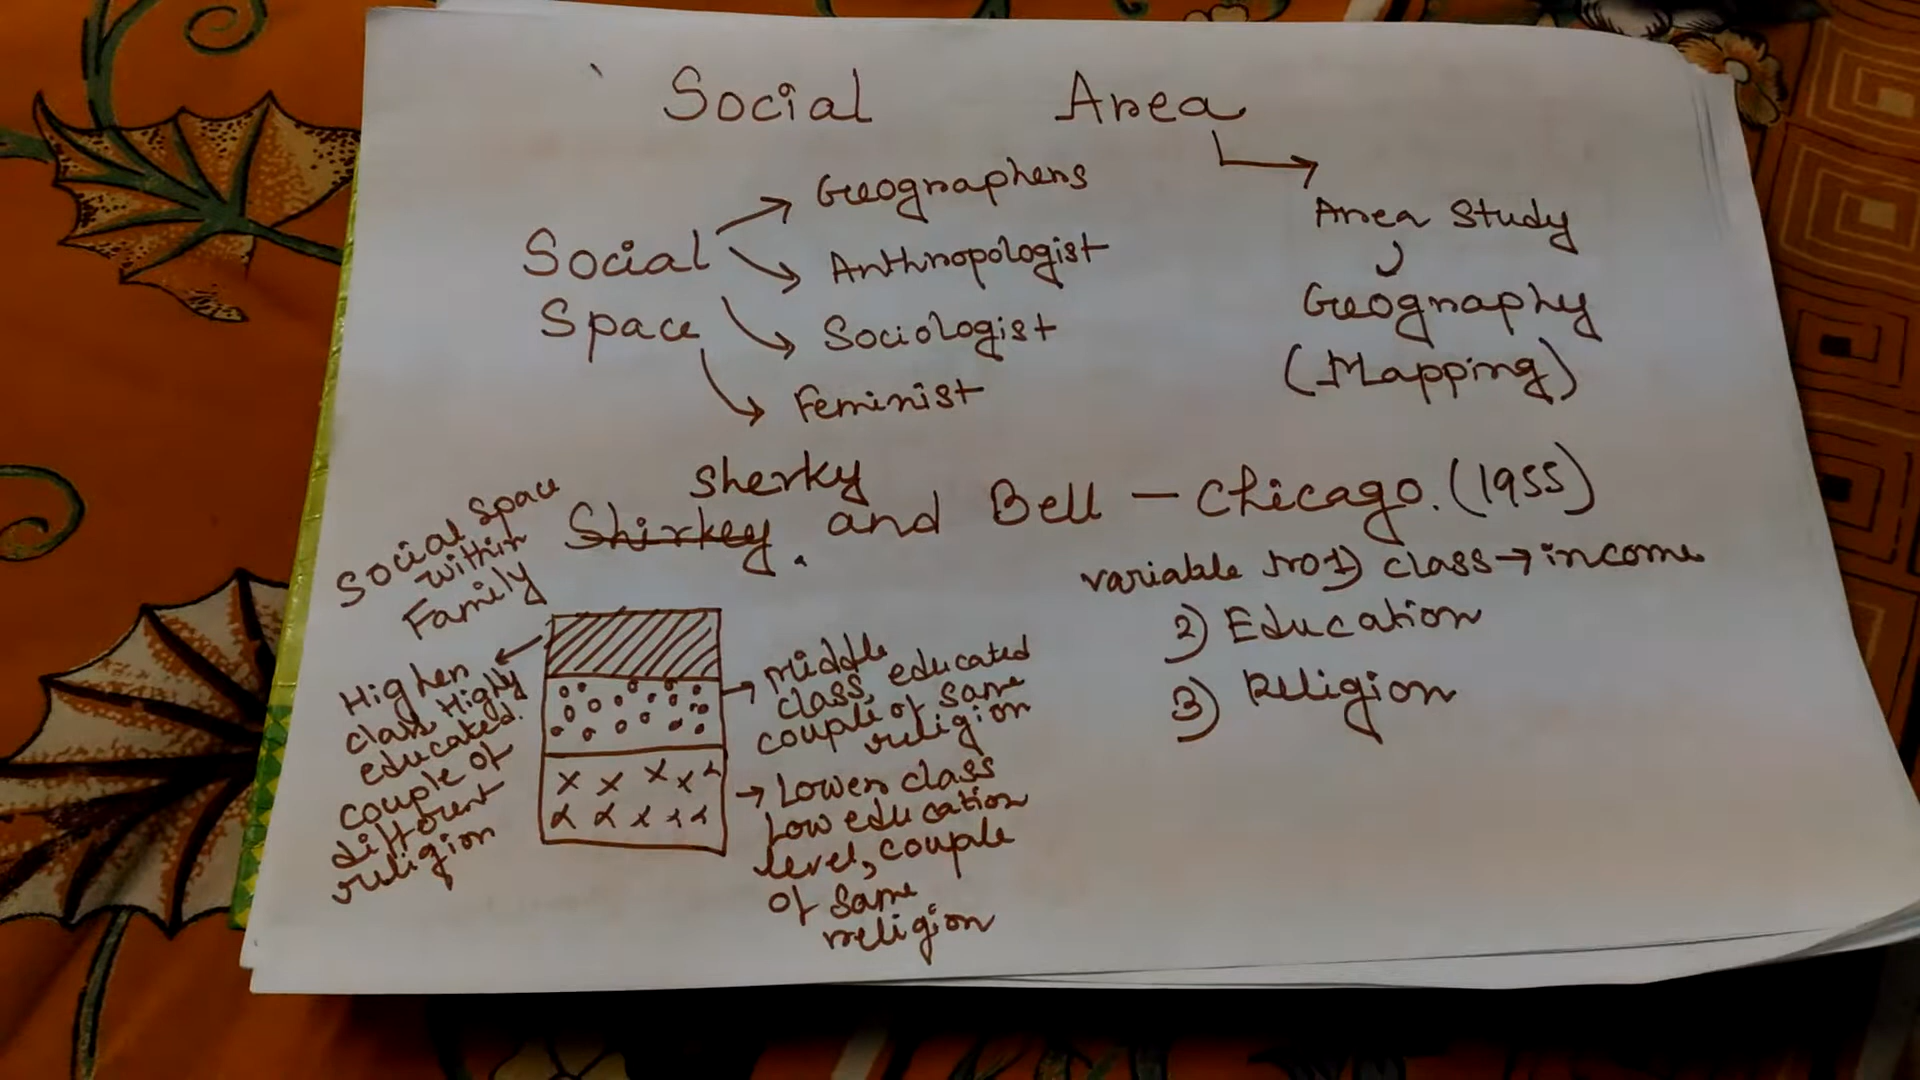 Social Area
Social
Space
Geographers
Anthropologist
Sociologist
Feminist
Area Study
Geography
(Mapping)
sherky
Shirkey. and Bell – Chicago. (1955)
variable No 1) class → income
2) Education
3) Religion
Social Space
within
Family
Higher
class Highly
educated.
couple of
different
religion
middle
class, educated
couple of same
religion
Lower class
Low education
level, couple
of same
religion